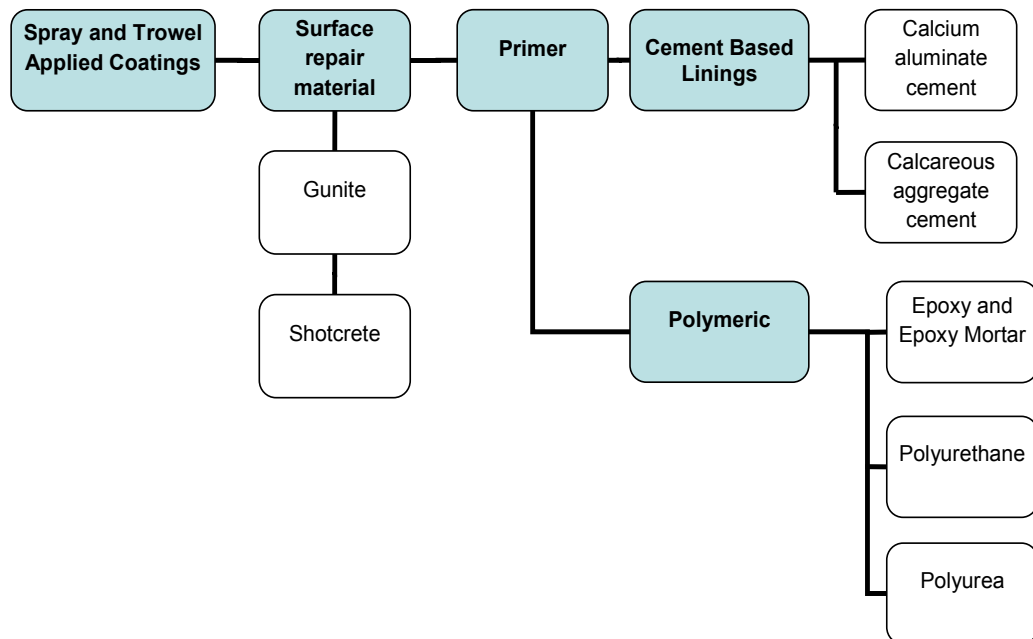 Spray and Trowel
Applied Coatings
Surface
repair
material
Primer
Cement Based
Linings
Calcium
aluminate
cement
Gunite
Calcareous
aggregate
cement
Shotcrete
Polymeric
Epoxy and
Epoxy Mortar
Polyurethane
Polyurea